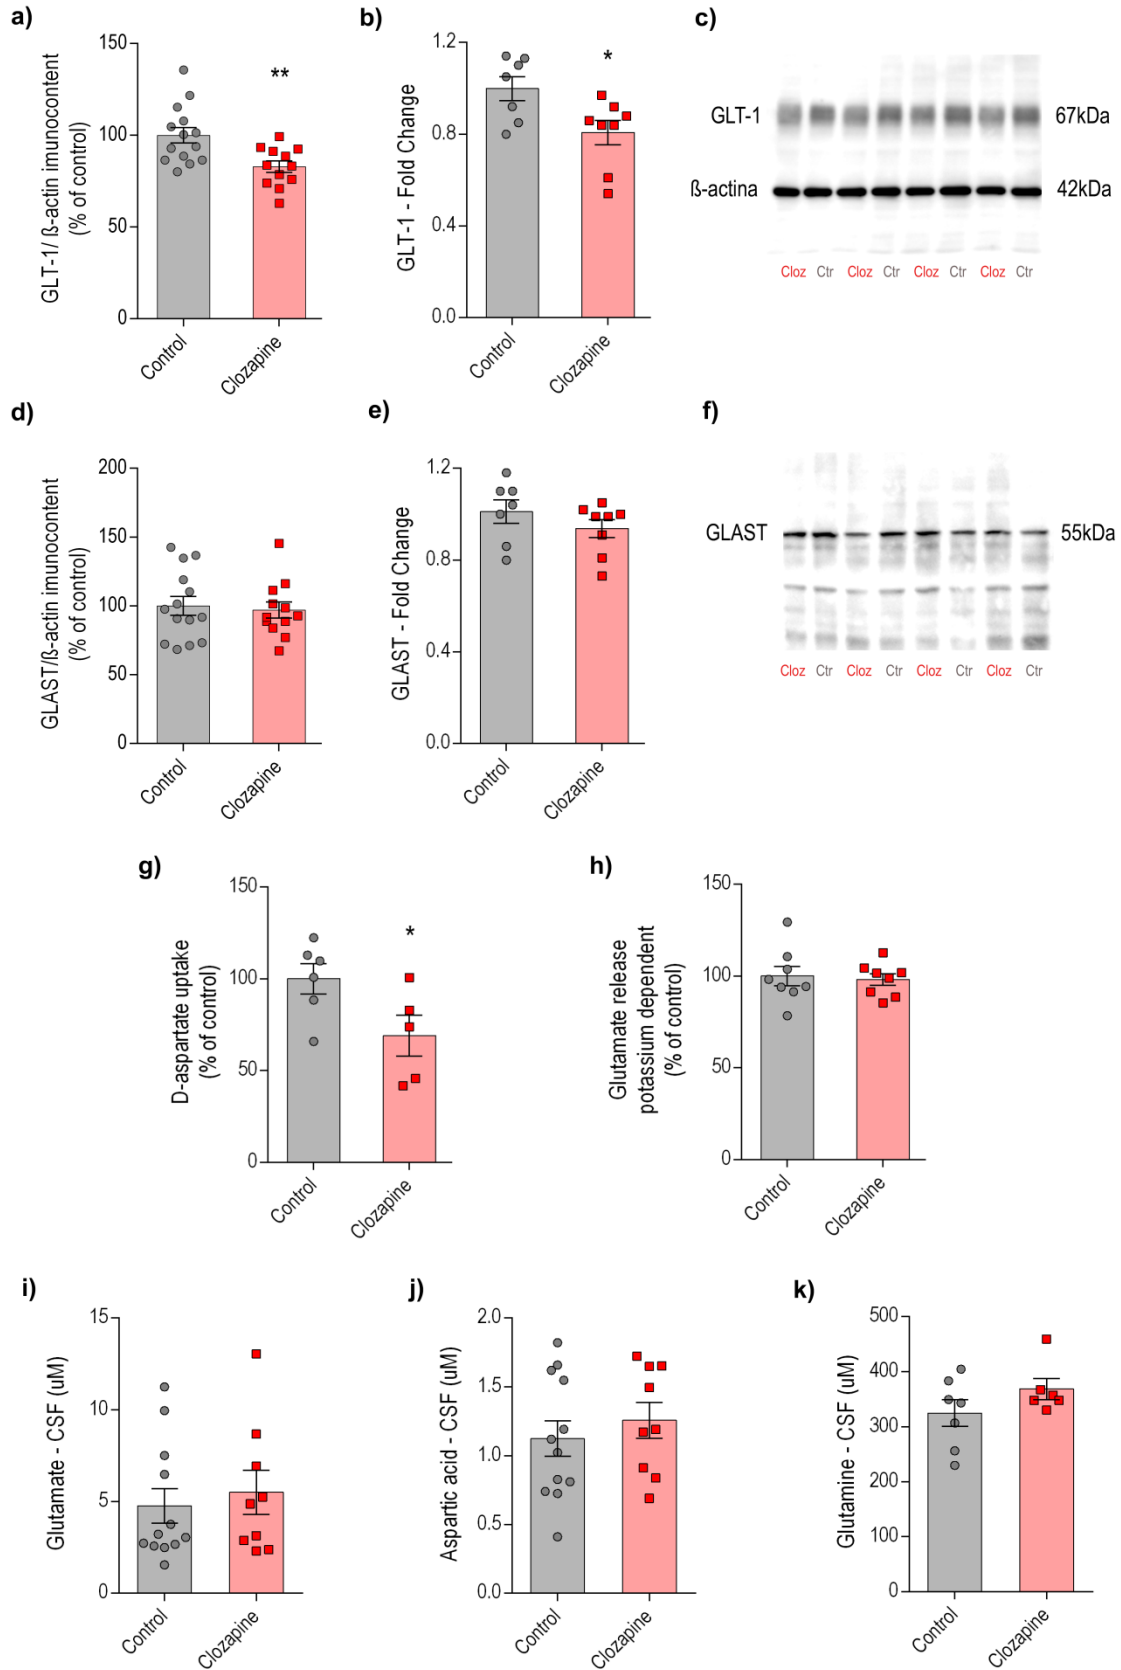 a)
GLT-1/ ß-actin imunocontent
(% of control)
150
100
50
0
**
Control
Clozapine
b)
GLT-1 - Fold Change
1.2
0.8
0.4
0.0
*
Control
Clozapine
c)
GLT-1
67kDa
ß-actina
42kDa
Cloz Ctr Cloz Ctr Cloz Ctr Cloz Ctr
d)
GLAST/ß-actin imunocontent
(% of control)
200
150
100
50
0
Control
Clozapine
e)
GLAST - Fold Change
1.2
0.8
0.4
0.0
Control
Clozapine
f)
GLAST
55kDa
Cloz Ctr Cloz Ctr Cloz Ctr Cloz Ctr
g)
D-aspartate uptake
(% of control)
150
100
50
0
*
Control
Clozapine
h)
Glutamate release
potassium dependent
(% of control)
150
100
50
0
Control
Clozapine
i)
Glutamate - CSF (uM)
15
10
5
0
Control
Clozapine
j)
Aspartic acid - CSF (uM)
2.0
1.5
1.0
0.5
0.0
Control
Clozapine
k)
Glutamine - CSF (uM)
500
400
300
200
100
0
Control
Clozapine